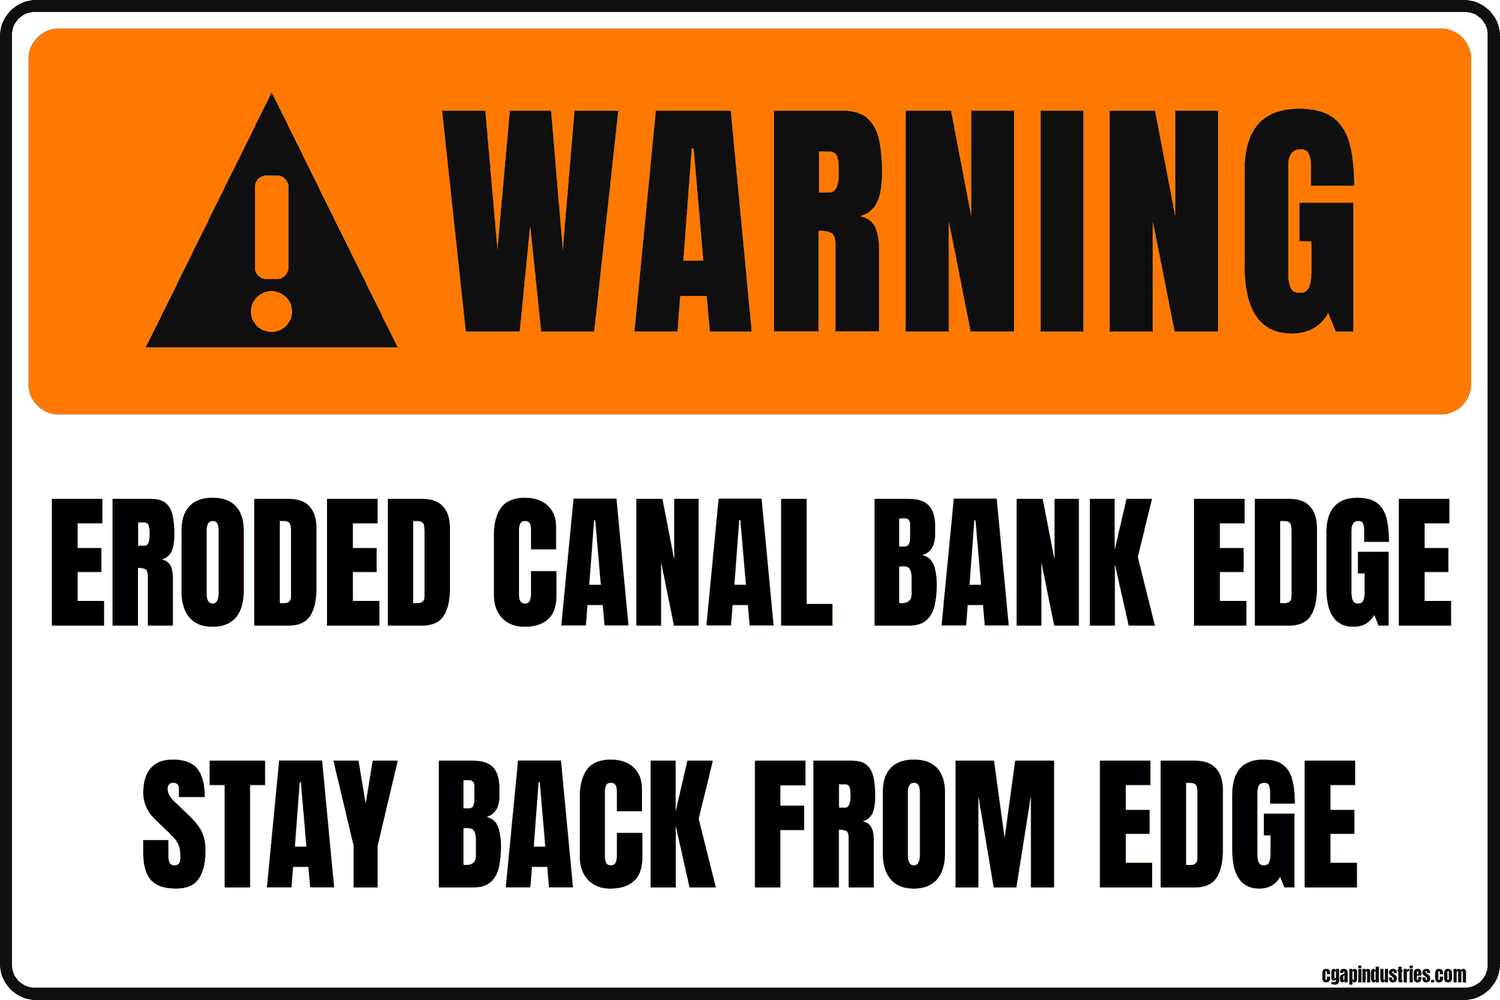 WARNING
ERODED CANAL BANK EDGE
STAY BACK FROM EDGE
cgapindustries.com